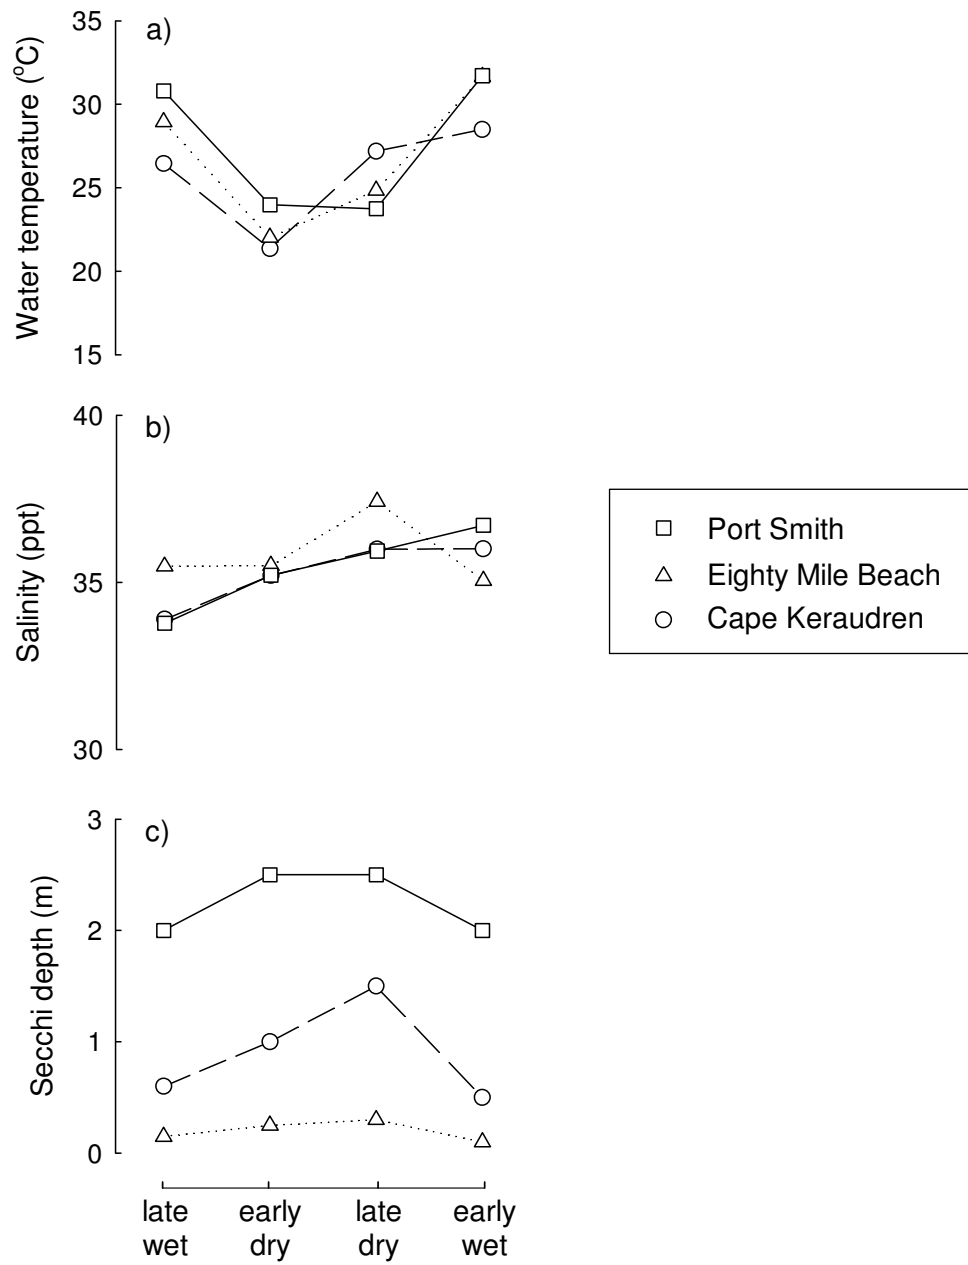 35
a)
30
25
20
15
Water temperature (°C)
40
b)
35
30
Salinity (ppt)
Port Smith
Eighty Mile Beach
Cape Keraudren
3
c)
2
1
0
Secchi depth (m)
late wet
early dry
late dry
early wet